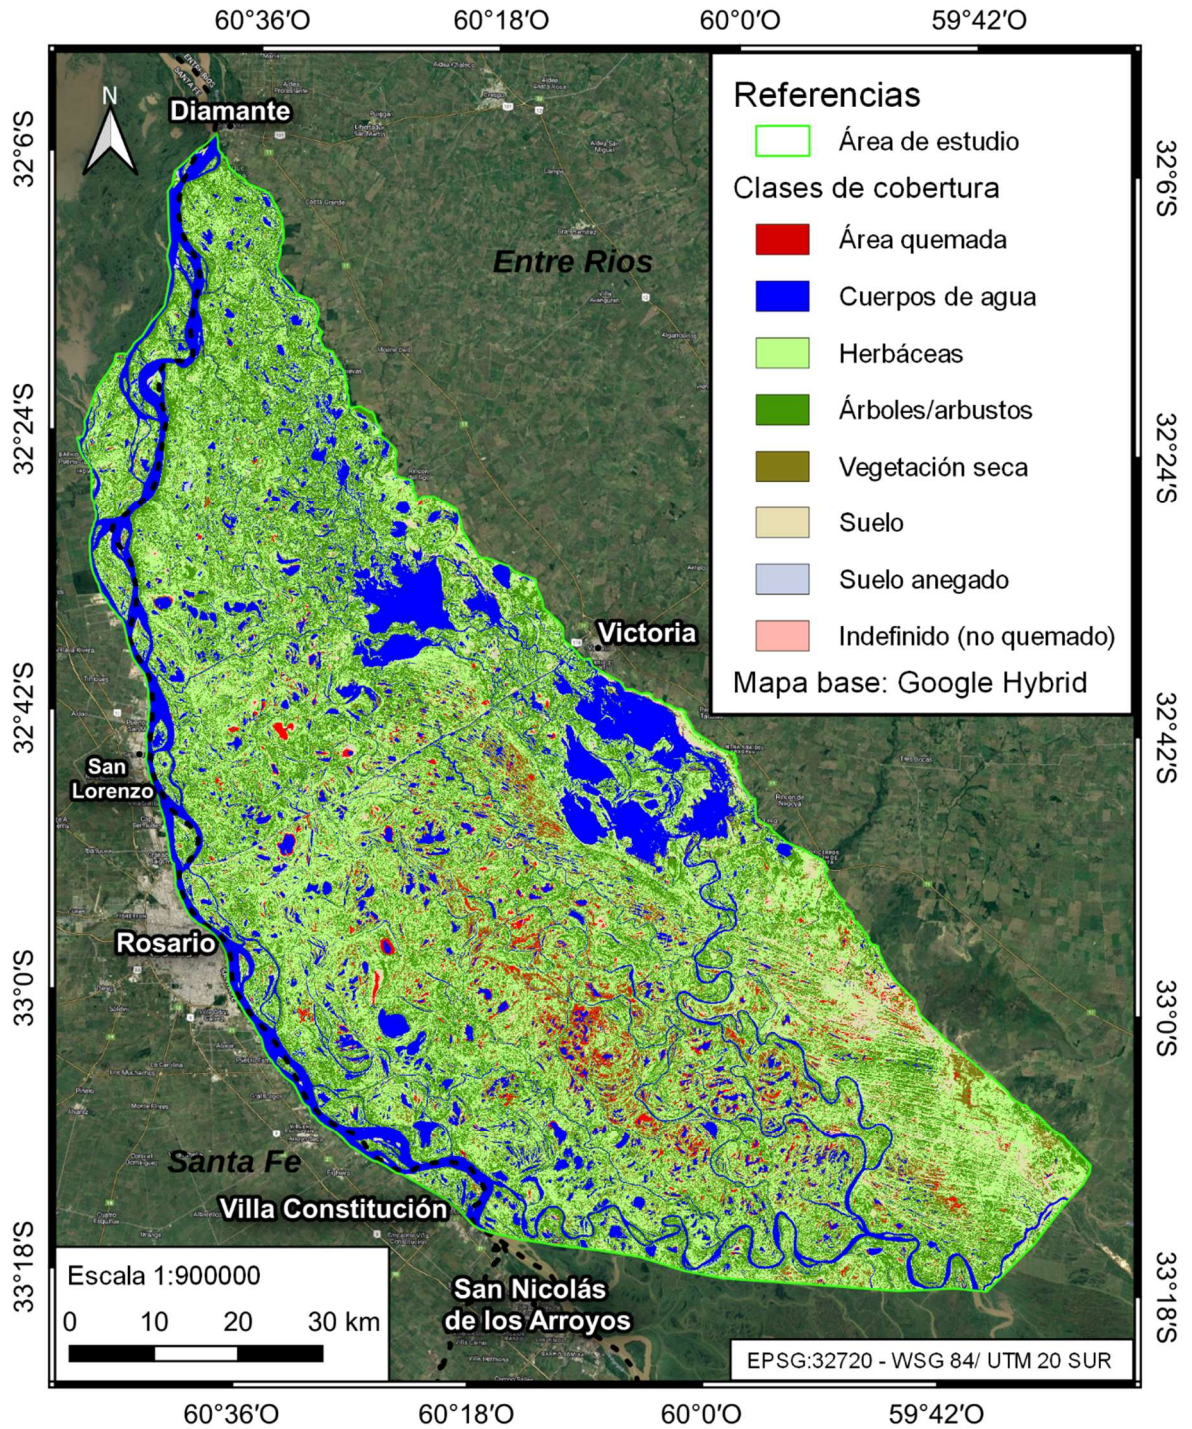 60°36'O 60°18'O 60°0'O 59°42'O
32°6'S
32°24'S
32°42'S
33°0'S
33°18'S
N
Diamante
Entre Rios
Victoria
San
Lorenzo
Rosario
Santa Fe
Villa Constitución
San Nicolás
de los Arroyos
Referencias
Área de estudio
Clases de cobertura
Área quemada
Cuerpos de agua
Herbáceas
Árboles/arbustos
Vegetación seca
Suelo
Suelo anegado
Indefinido (no quemado)
Mapa base: Google Hybrid
32°6'S
32°24'S
32°42'S
33°0'S
33°18'S
Escala 1:900000
0 10 20 30 km
EPSG:32720 - WSG 84/ UTM 20 SUR
60°36'O 60°18'O 60°0'O 59°42'O